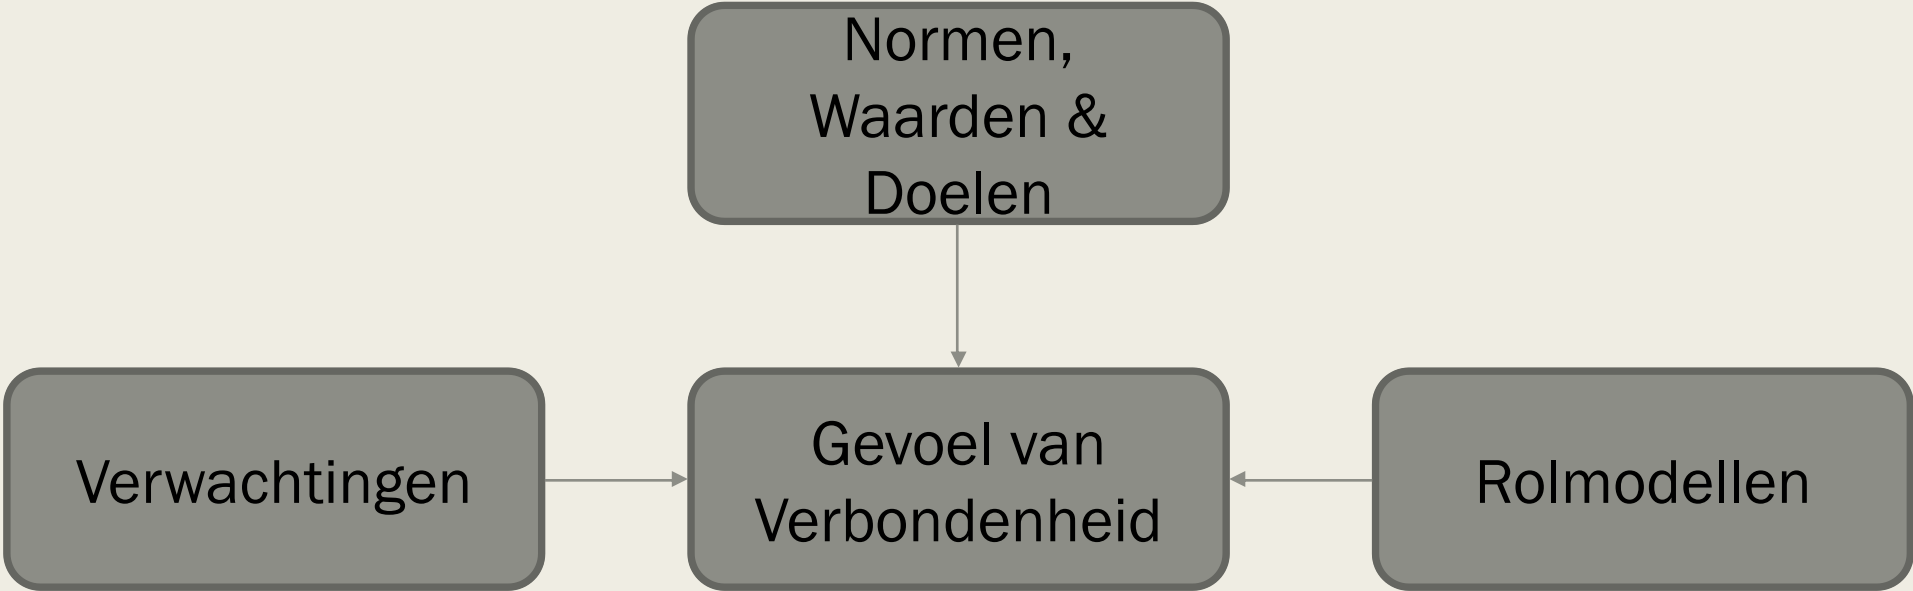 Normen,
Waarden &
Doelen
Verwachtingen
Gevoel van
Verbondenheid
Rolmodellen